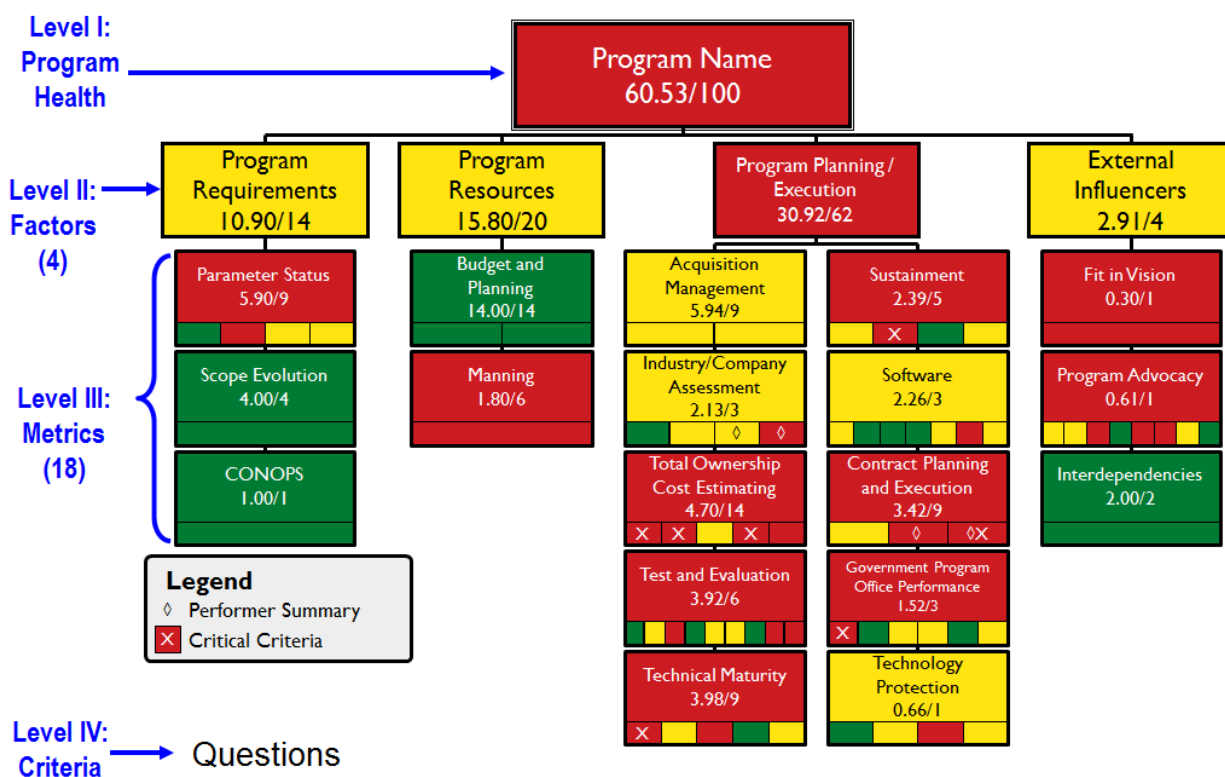 Level I:
Program
Health
Program Name
60.53/100
Level II:
Factors
(4)
Program
Requirements
10.90/14
Program
Resources
15.80/20
Program Planning /
Execution
30.92/62
External
Influencers
2.91/4
Level III:
Metrics
(18)
Parameter Status
5.90/9
Scope Evolution
4.00/4
CONOPS
1.00/1
Budget and
Planning
14.00/14
Manning
1.80/6
Acquisition
Management
5.94/9
Industry/Company
Assessment
2.13/3
◊ ◊
Total Ownership
Cost Estimating
4.70/14
X X X
Test and Evaluation
3.92/6
Technical Maturity
3.98/9
X
Sustainment
2.39/5
X
Software
2.26/3
Contract Planning
and Execution
3.42/9
◊ ◊X
Government Program
Office Performance
1.52/3
X
Technology
Protection
0.66/1
Fit in Vision
0.30/1
Program Advocacy
0.61/1
Interdependencies
2.00/2
Legend
◊ Performer Summary
X Critical Criteria
Level IV:
Criteria
Questions